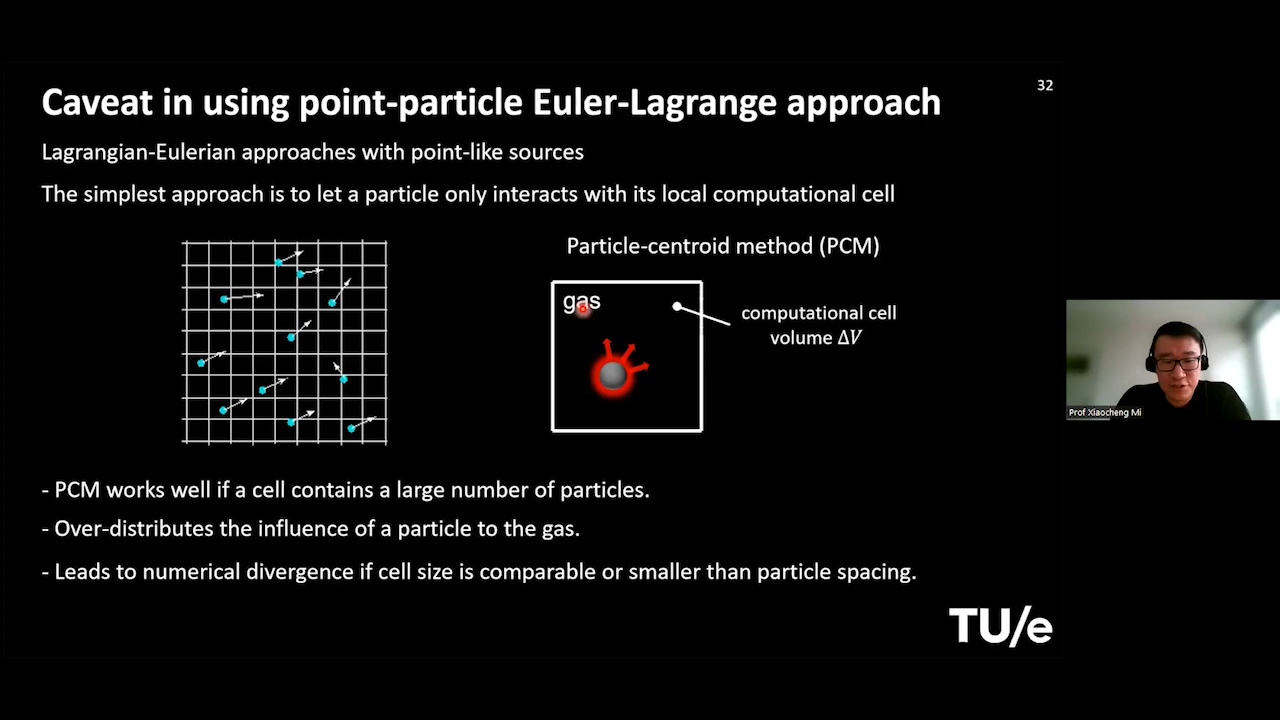 32
Caveat in using point-particle Euler-Lagrange approach
Lagrangian-Eulerian approaches with point-like sources
The simplest approach is to let a particle only interacts with its local computational cell
Particle-centroid method (PCM)
gas
computational cell
volume ΔV
Prof Xiaocheng Mi
- PCM works well if a cell contains a large number of particles.
- Over-distributes the influence of a particle to the gas.
- Leads to numerical divergence if cell size is comparable or smaller than particle spacing.
TU/e